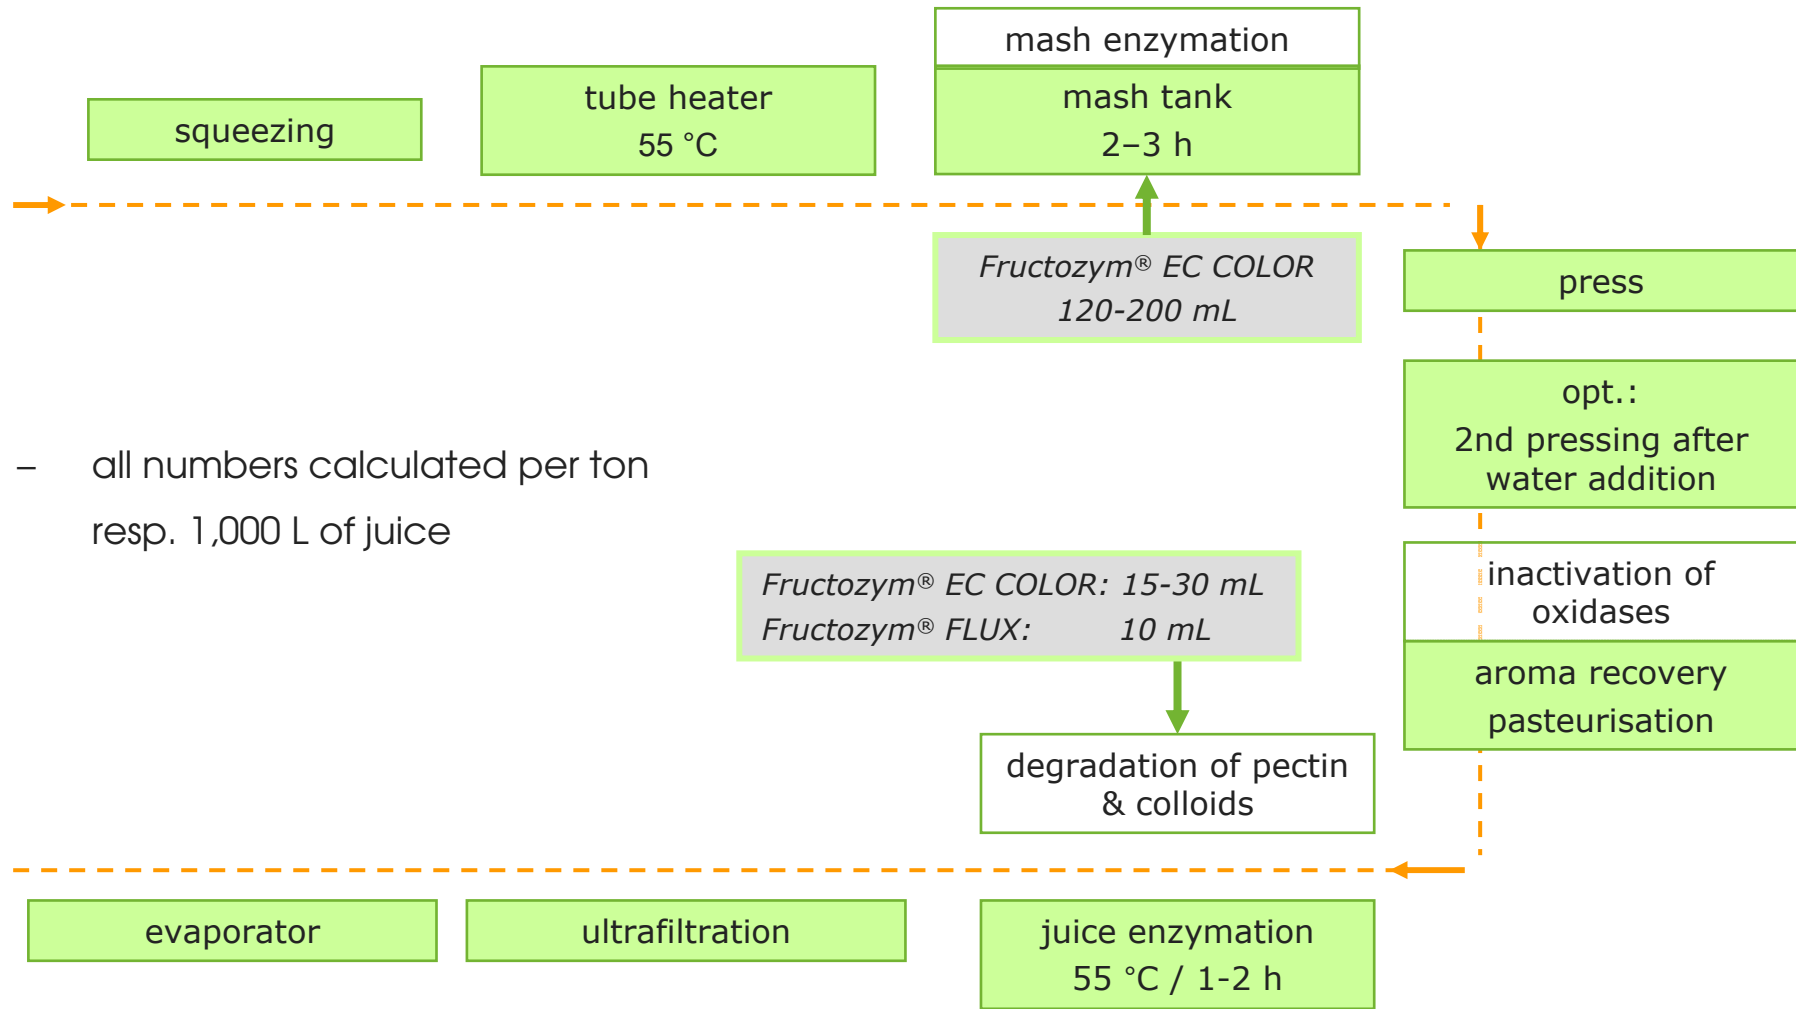 squeezing
tube heater
55 °C
mash enzymation
mash tank
2–3 h
Fructozym® EC COLOR
120-200 mL
press
opt.:
2nd pressing after
water addition
– all numbers calculated per ton
resp. 1,000 L of juice
inactivation of
oxidases
aroma recovery
pasteurisation
Fructozym® EC COLOR: 15-30 mL
Fructozym® FLUX: 10 mL
degradation of pectin
& colloids
juice enzymation
55 °C / 1-2 h
ultrafiltration
evaporator